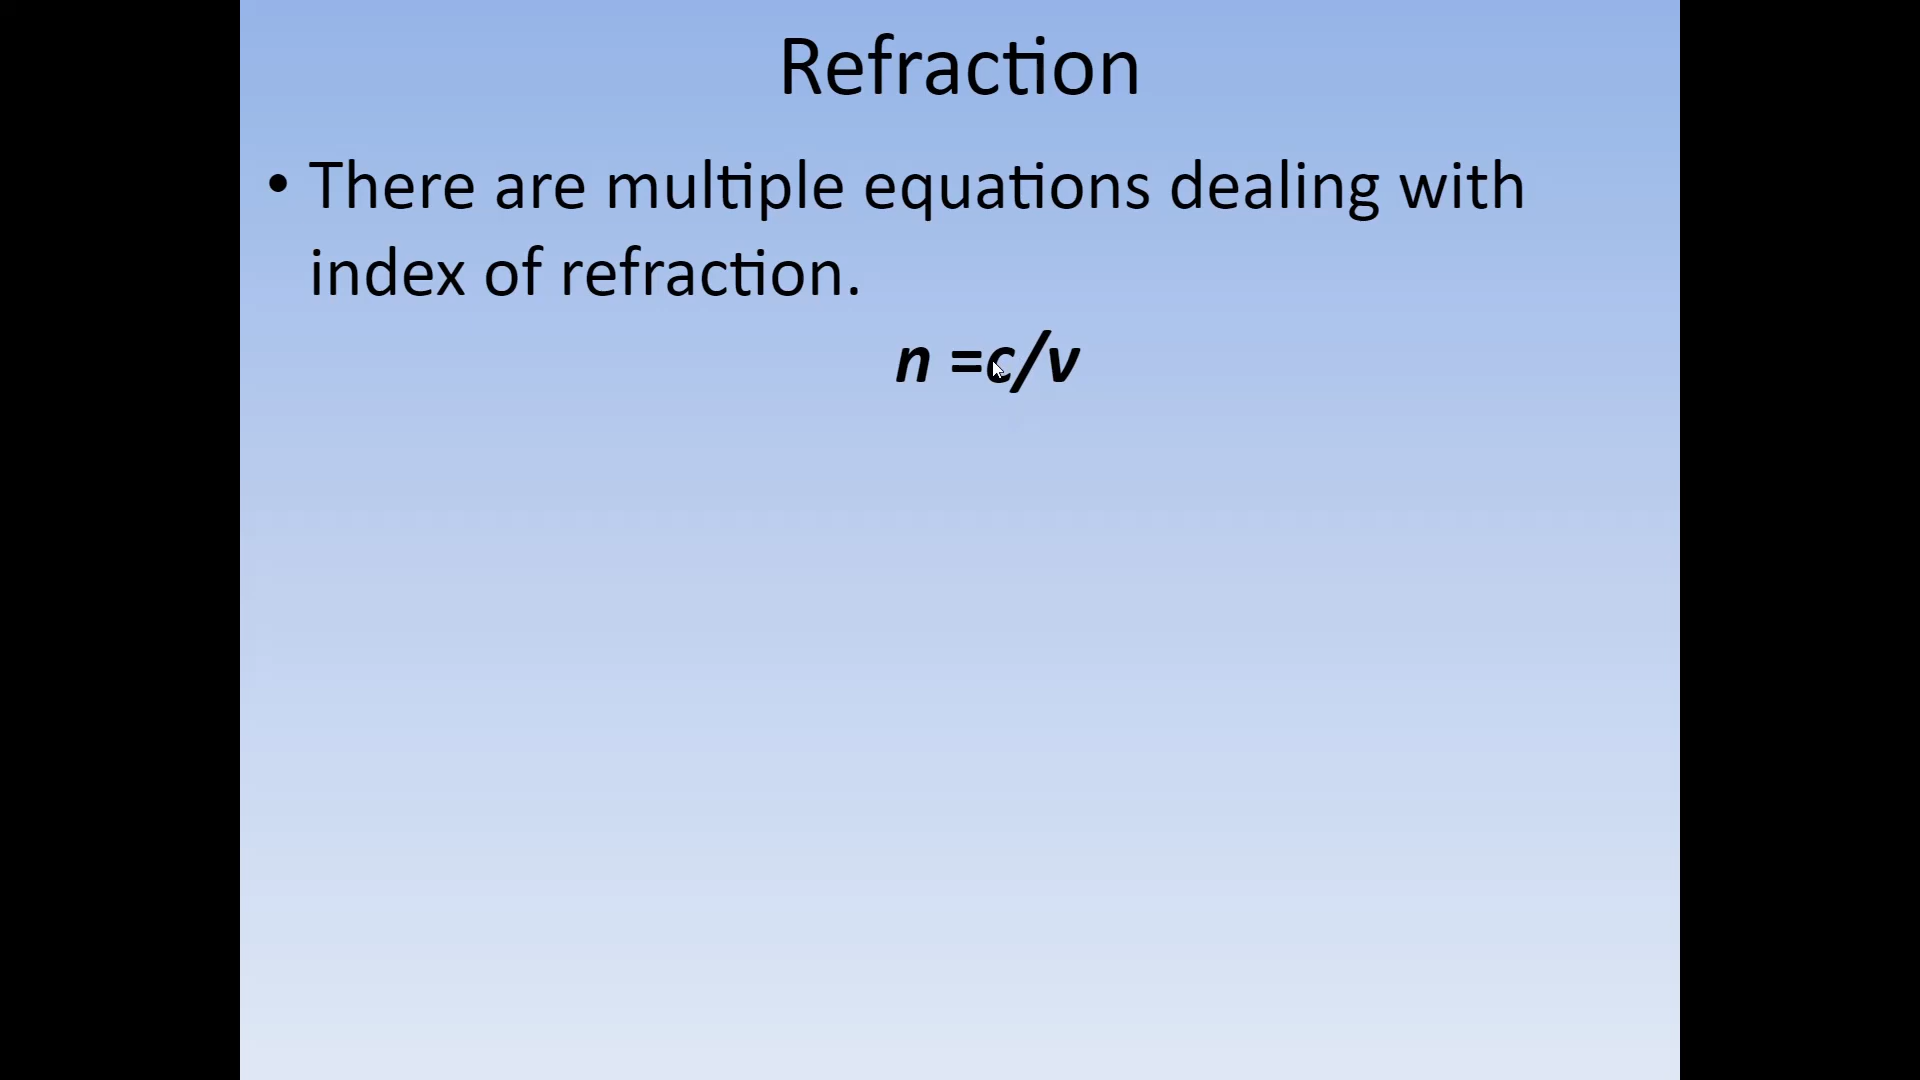 Refraction
• There are multiple equations dealing with
index of refraction.
n =c/v